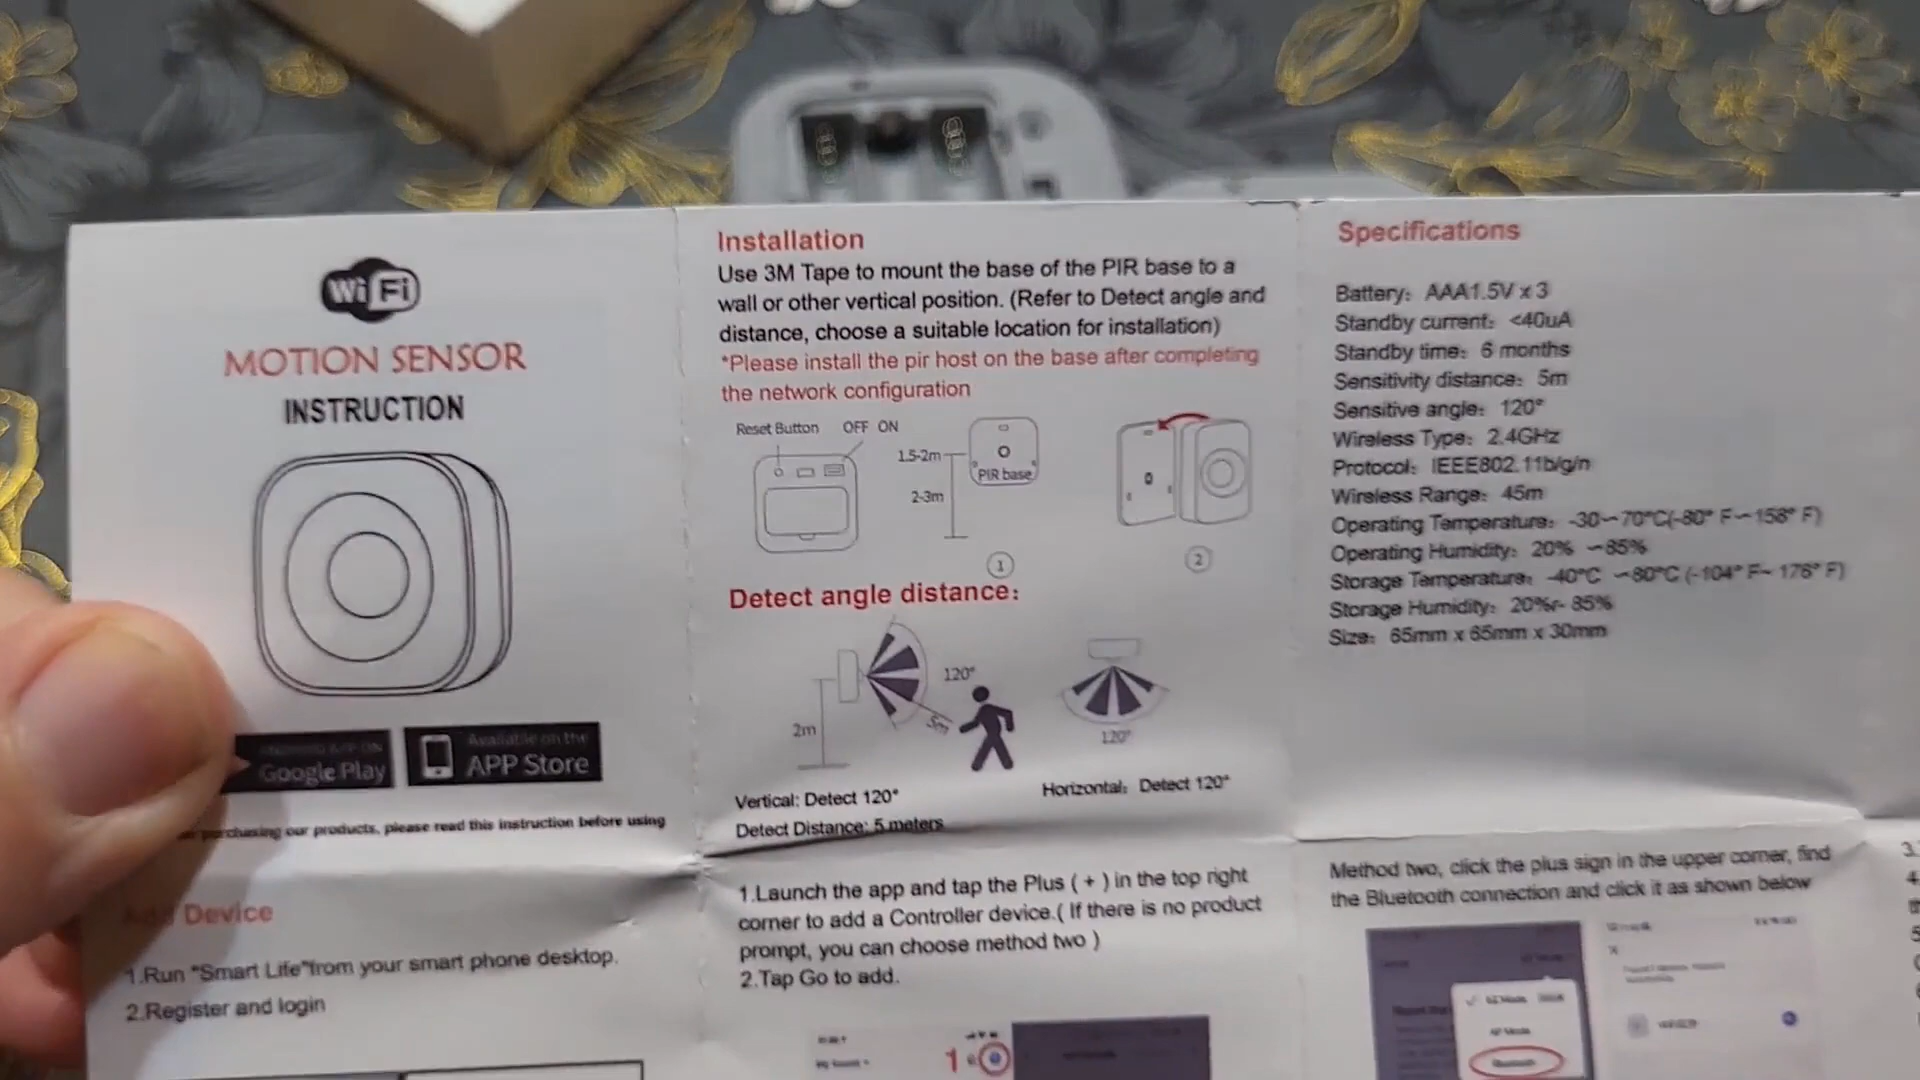 WiFi
MOTION SENSOR
INSTRUCTION
Google Play
Available on the
APP Store
purchasing our products, please read this instruction before using
Installation
Use 3M Tape to mount the base of the PIR base to a
wall or other vertical position. (Refer to Detect angle and
distance, choose a suitable location for installation)
*Please install the pir host on the base after completing
the network configuration
Reset Button OFF ON
1.5-2m
2-3m
PIR base
1
2
Detect angle distance:
120°
5m
2m
120°
Vertical: Detect 120°
Horizontal: Detect 120°
Detect Distance: 5 meters
Specifications
Battery: AAA1.5V x 3
Standby current: <40uA
Standby time: 6 months
Sensitivity distance: 5m
Sensitive angle: 120°
Wireless Type: 2.4GHz
Protocol: IEEE802.11b/g/n
Wireless Range: 45m
Operating Temperature: -30~70°C(-80° F~158° F)
Operating Humidity: 20% ~85%
Storage Temperature: -40°C ~80°C (-104° F~ 176° F)
Storage Humidity: 20%~ 85%
Size: 65mm x 65mm x 30mm
Add Device
1.Run "Smart Life"from your smart phone desktop.
2.Register and login
1.Launch the app and tap the Plus ( + ) in the top right
corner to add a Controller device.( If there is no product
prompt, you can choose method two )
2.Tap Go to add.
1
Method two, click the plus sign in the upper corner, find
the Bluetooth connection and click it as shown below
3.
4.
5